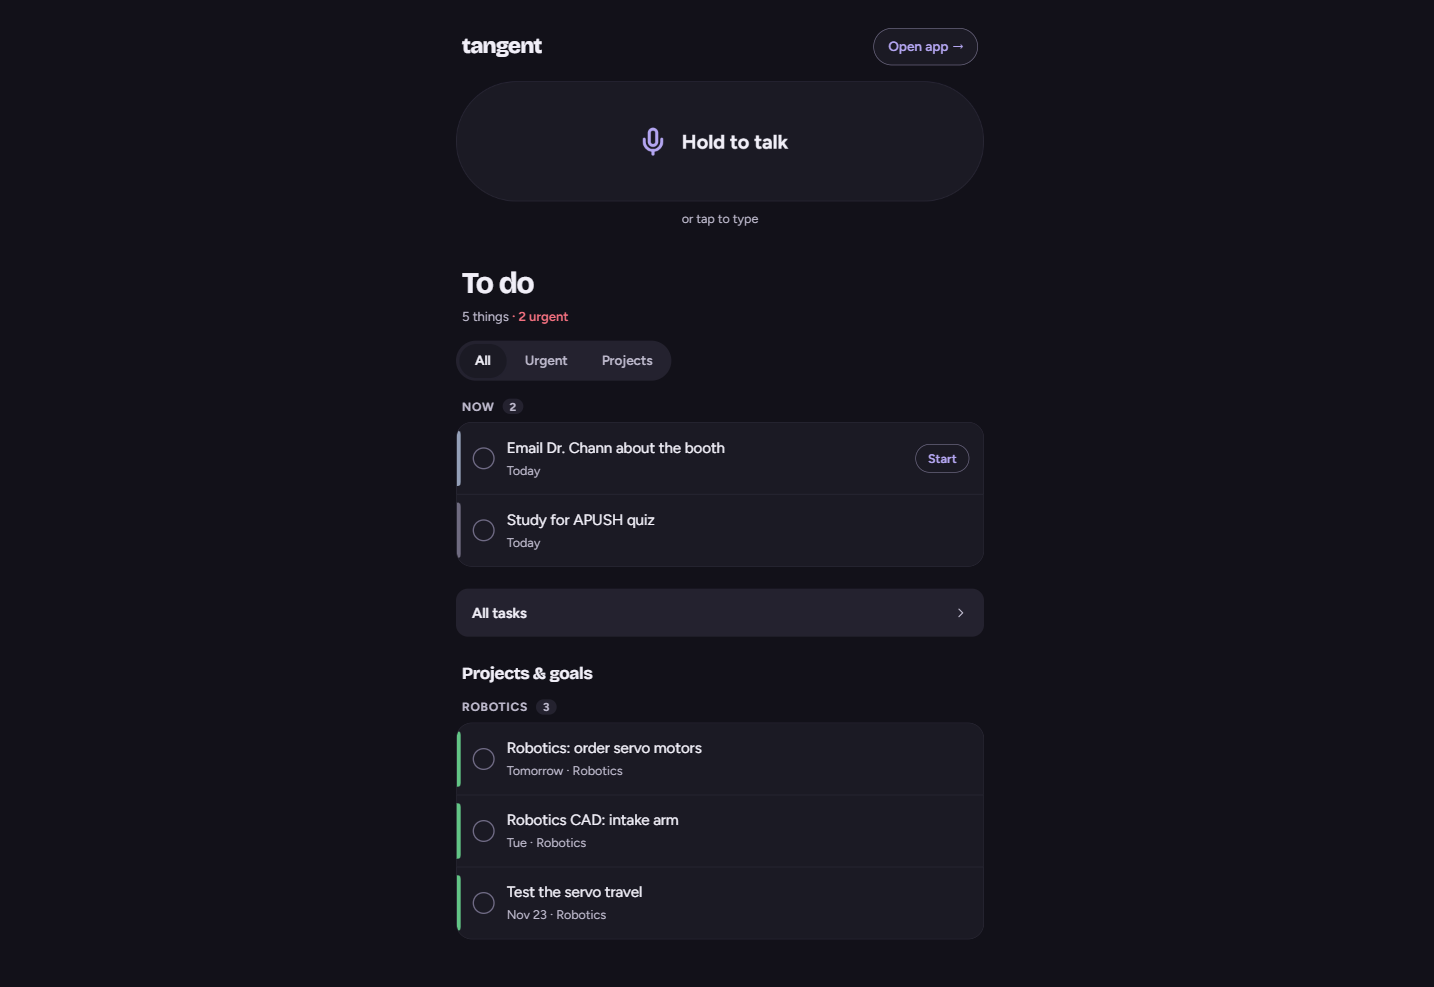 tangent
Open app →
Hold to talk
or tap to type
To do
5 things · 2 urgent
All
Urgent
Projects
NOW 2
Email Dr. Chann about the booth
Today
Start
Study for APUSH quiz
Today
All tasks
Projects & goals
ROBOTICS 3
Robotics: order servo motors
Tomorrow · Robotics
Robotics CAD: intake arm
Tue · Robotics
Test the servo travel
Nov 23 · Robotics